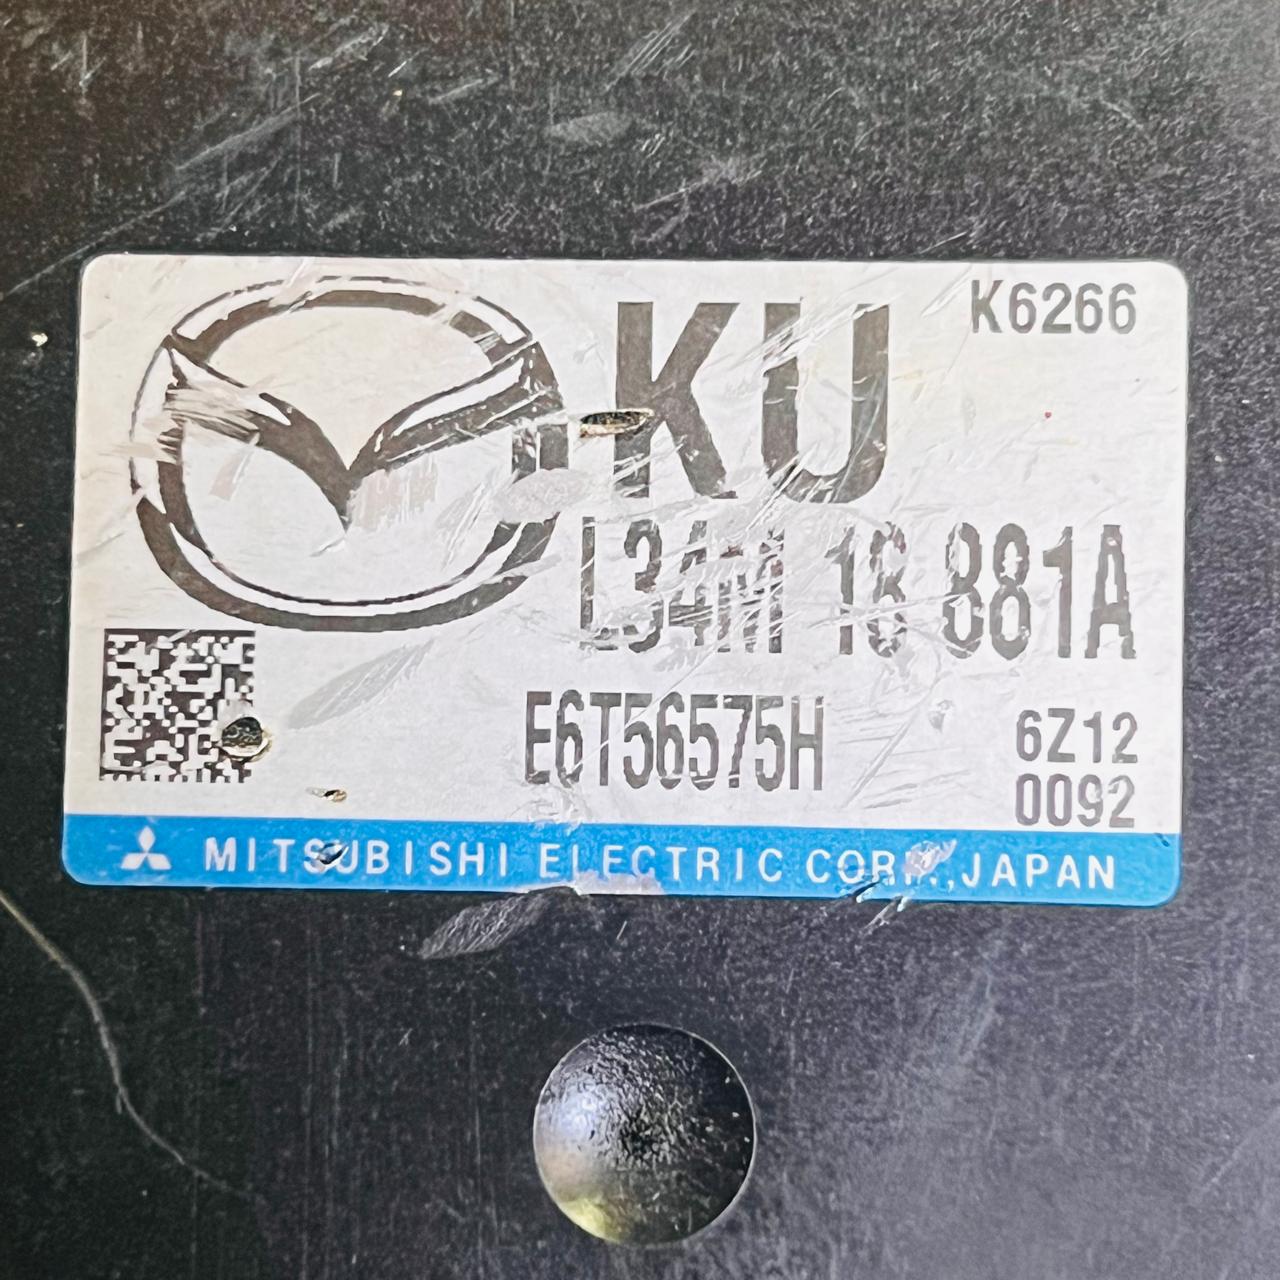 KU
K6266
L34M 18 881A
E6T56575H
6Z12
0092
MITSUBISHI ELECTRIC CORP.,JAPAN